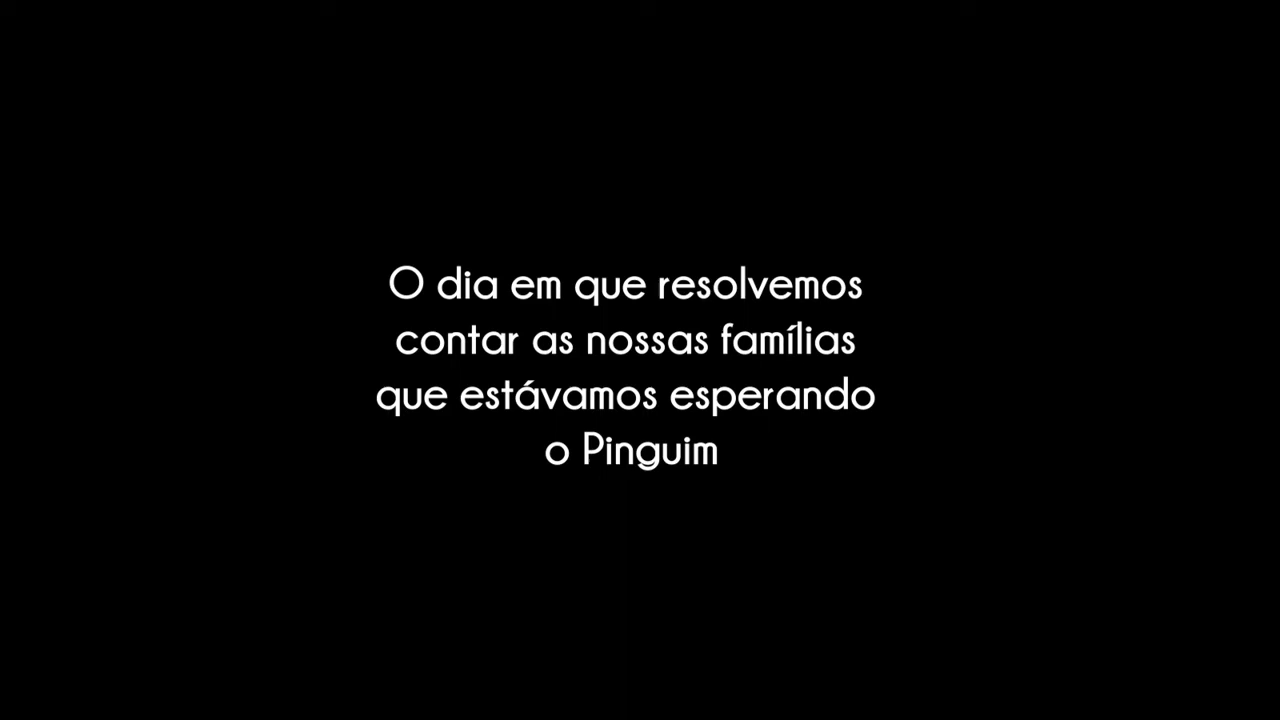 O dia em que resolvemos
contar as nossas famílias
que estávamos esperando
o Pinguim